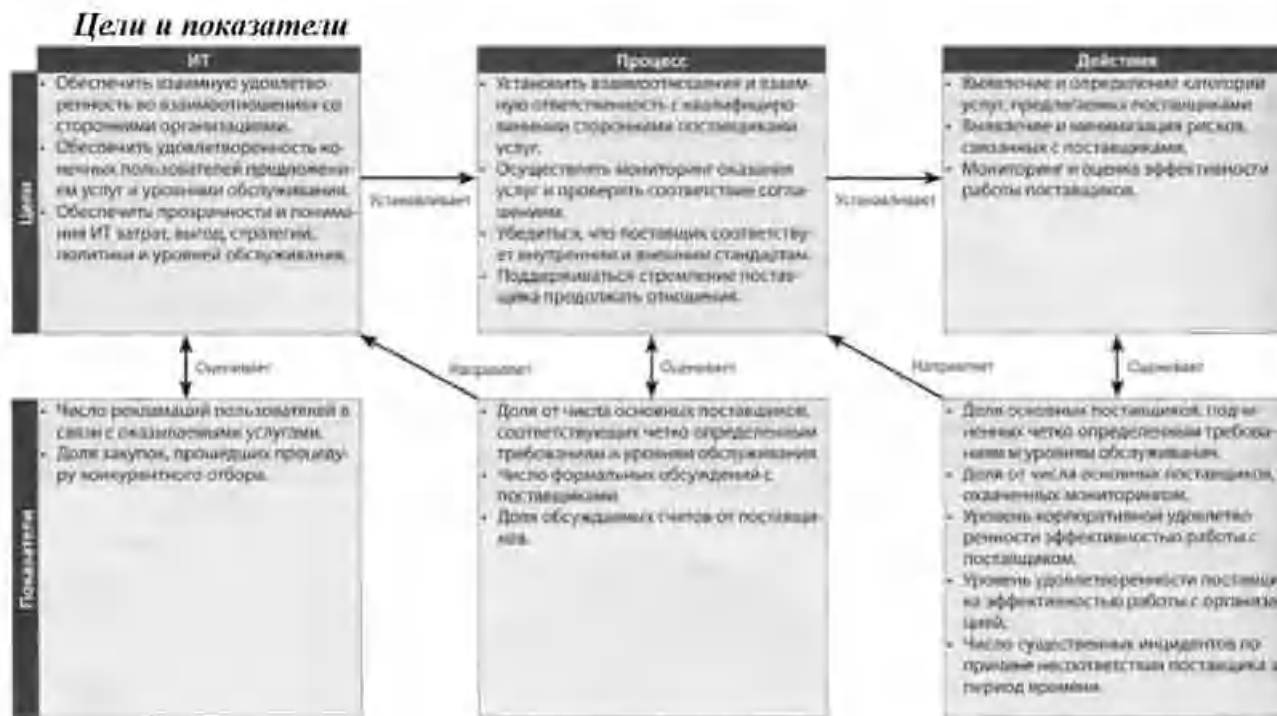 Цели и показатели
ИТ
Процесс
Действия
Цели
• Обеспечить взаимную удовлетво-
ренность во взаимоотношениях со
сторонними организациями.
• Обеспечить удовлетворенность ко-
нечных пользователей предложени-
ем услуг и уровнями обслуживания.
• Обеспечить прозрачности и понима-
ния ИТ затрат, выгод, стратегии,
политики и уровней обслуживания.
Устанавливает
• Установить взаимоотношения и взаим-
ную ответственность с квалифициро-
ванными сторонними поставщиками
услуг.
• Осуществлять мониторинг оказания
услуг и проверять соответствие согла-
шениям.
• Убедиться, что поставщик соответству-
ет внутренним и внешним стандартам.
• Поддерживаться стремление постав-
щика продолжать отношения.
Устанавливает
• Выявление и определение категории
услуг, предлагаемых поставщиками
• Выявление и минимизация рисков,
связанных с поставщиками.
• Мониторинг и оценка эффективности
работы поставщиков.
Оценивает
Направляет
Оценивает
Направляет
Оценивает
Показатели
• Число рекламаций пользователей в
связи с оказываемыми услугами.
• Доля закупок, прошедших процеду-
ру конкурентного отбора.
• Доля от числа основных поставщиков,
соответствующих четко определенным
требованиям и уровням обслуживания
• Число формальных обсуждений с
поставщиками
• Доля обсуждаемых счетов от поставщи-
ков.
• Доля основных поставщиков, подчи-
ненных четко определенным требова-
ниям и уровням обслуживания.
• Доля от числа основных поставщиков,
охваченных мониторингом.
• Уровень корпоративной удовлетво
ренности эффективностью работы с
поставщиком.
• Уровень удовлетворенности поставщи
ка эффективностью работы с организа
цией.
• Число существенных инцидентов по
причине несоответствия поставщика
период времени.